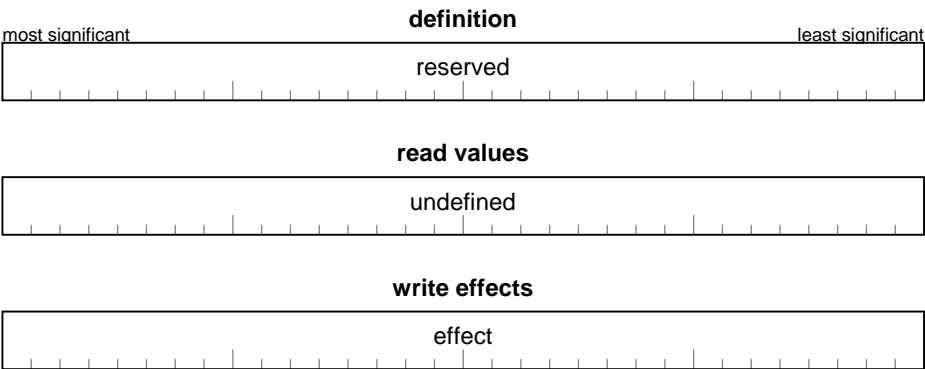 definition
most significant least significant
reserved
read values
undefined
write effects
effect